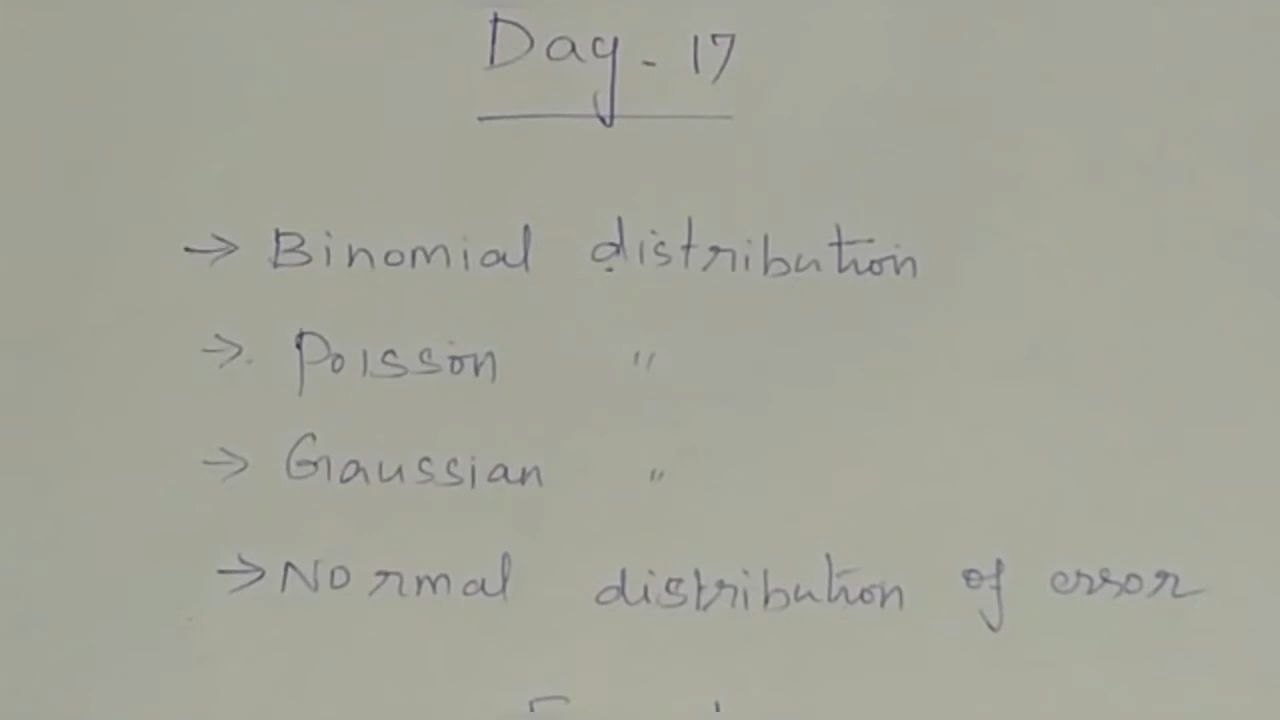 Day - 17
→ Binomial distribution
→ Poisson "
→ Gaussian "
→ Normal distribution of error